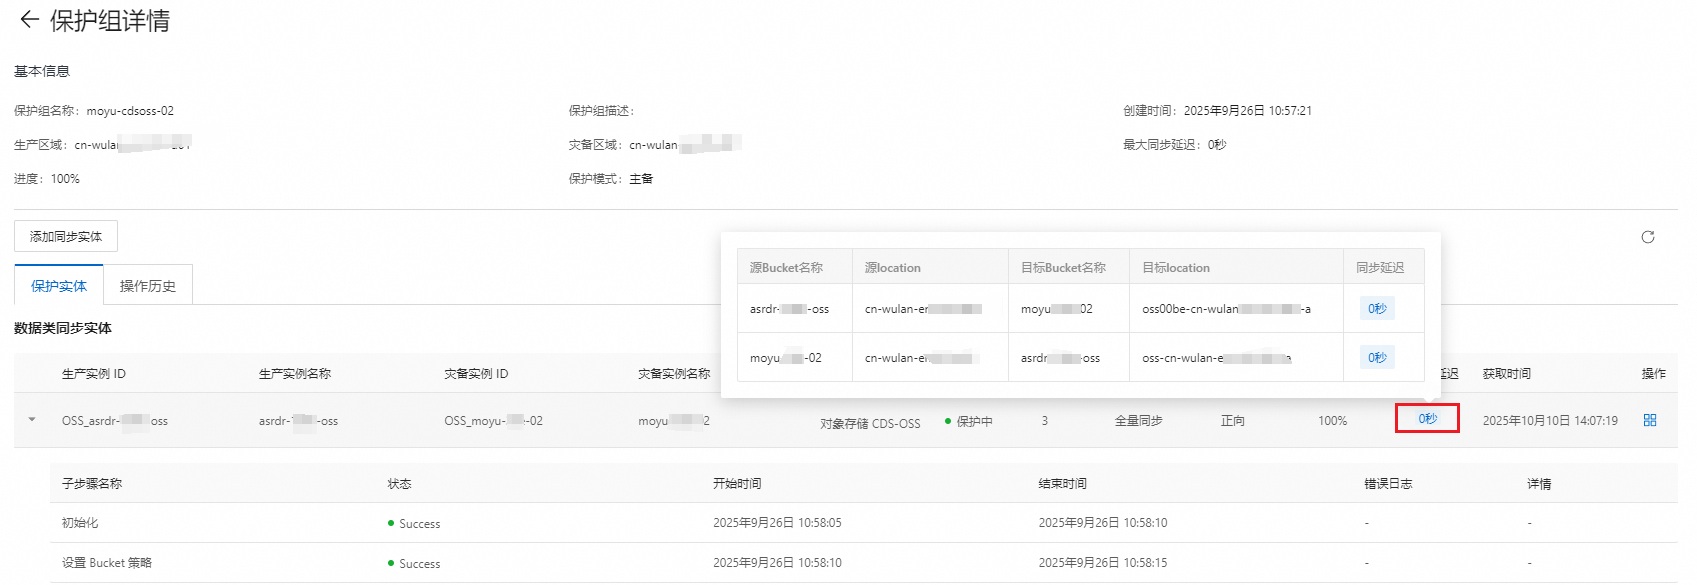 保护组详情
基本信息
保护组名称: moyu-cdsoss-02 保护组描述: 创建时间: 2025年9月26日 10:57:21
生产区域: cn-wula 灾备区域: cn-wulan 最大同步延迟: 0秒
进度: 100% 保护模式: 主备
添加同步实体
保护实体 操作历史
源Bucket名称 源location 目标Bucket名称 目标location 同步延迟
asrdr- -oss cn-wulan-er moyu 02 oss00be-cn-wulan -a 0秒
moyu -02 cn-wulan-e asrdr -oss oss-cn-wulan-e 0秒
数据类同步实体
生产实例 ID 生产实例名称 灾备实例 ID 灾备实例名称 延迟 获取时间 操作
OSS_asrdr- oss asrdr- -oss OSS_moyu- -02 moyu 2 对象存储 CDS-OSS 保护中 3 全量同步 正向 100% 0秒 2025年10月10日 14:07:19
子步骤名称 状态 开始时间 结束时间 错误日志 详情
初始化 Success 2025年9月26日 10:58:05 2025年9月26日 10:58:10 - -
设置 Bucket 策略 Success 2025年9月26日 10:58:10 2025年9月26日 10:58:15 - -